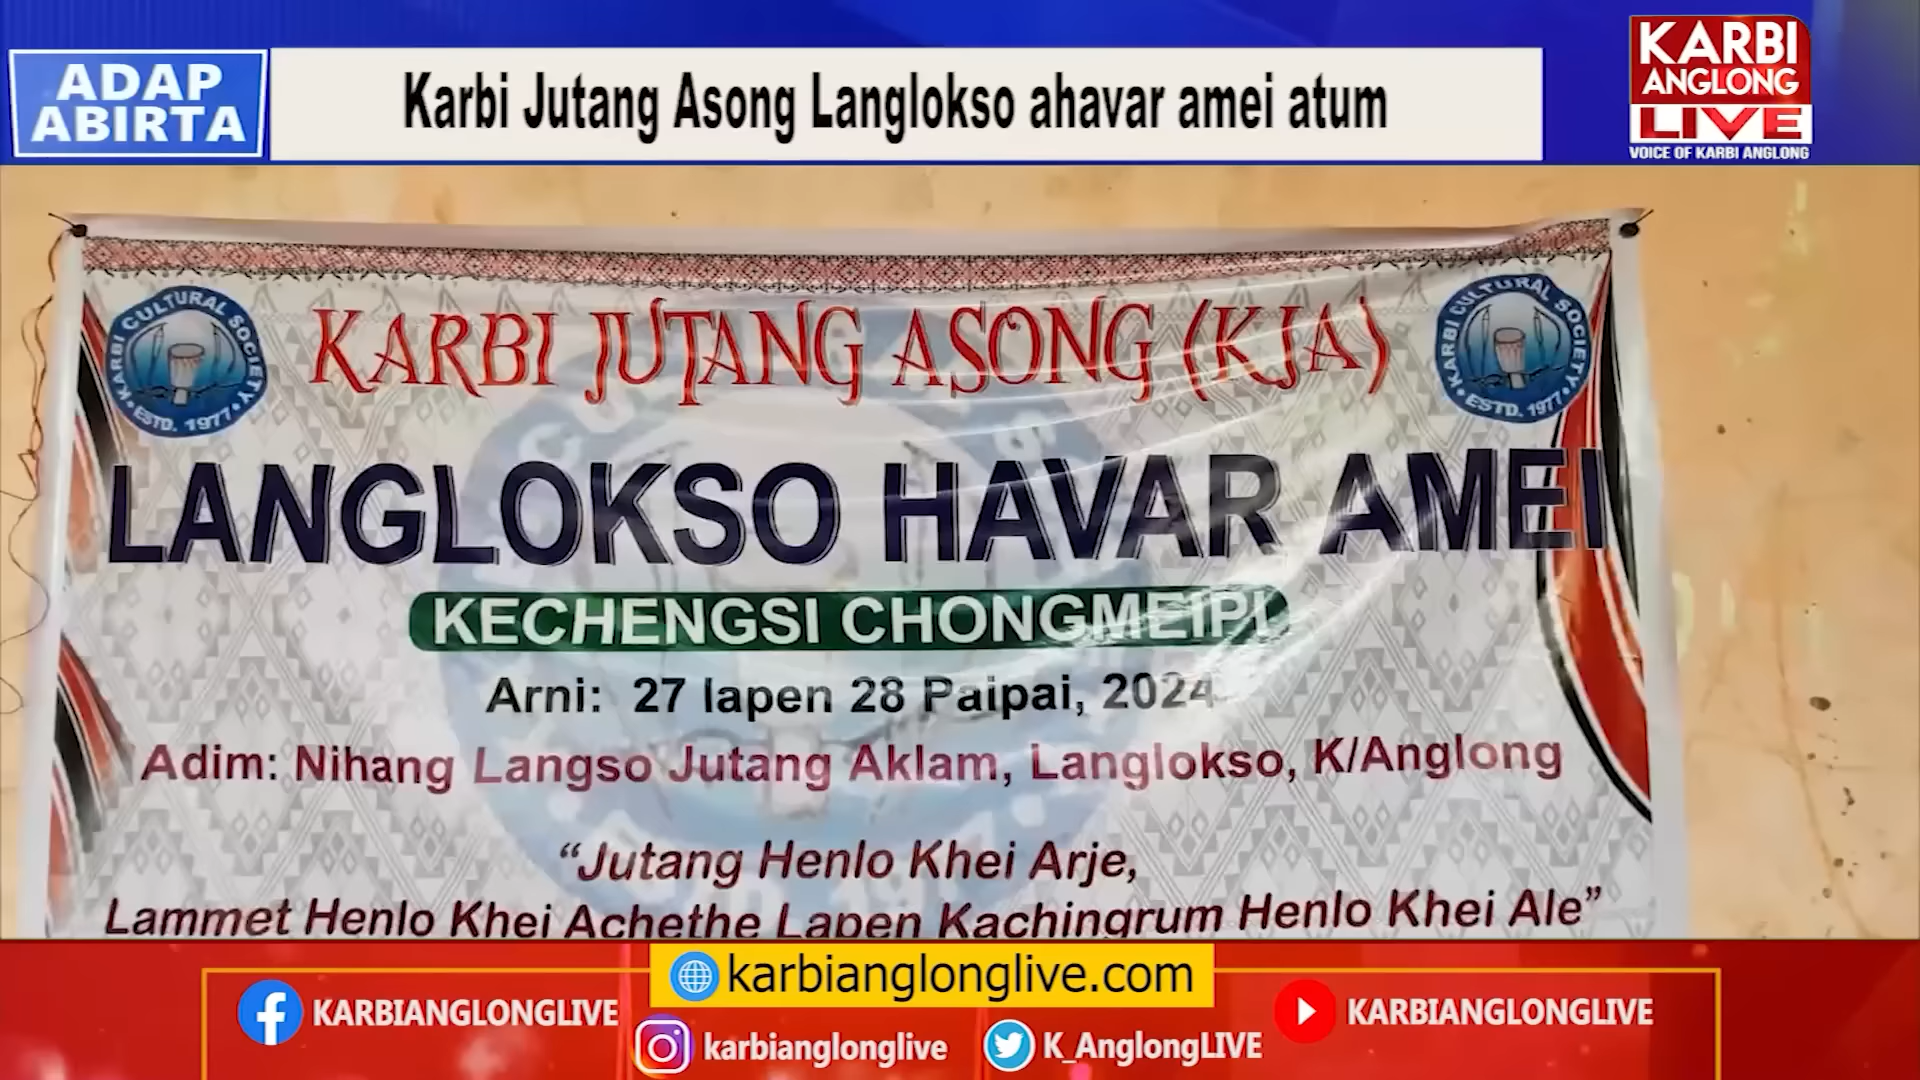 ADAP
ABIRTA
Karbi Jutang Asong Langlokso ahavar amei atum
KARBI
ANGLONG
LIVE
VOICE OF KARBI ANGLONG
KARBI CULTURAL SOCIETY
ESTD. 1977
KARBI JUTANG ASONG (KJA)
KARBI CULTURAL SOCIETY
ESTD. 1977
LANGLOKSO HAVAR AMEI
KECHENGSI CHONGMEIPI
Arni: 27 lapen 28 Paipai, 2024
Adim: Nihang Langso Jutang Aklam, Langlokso, K/Anglong
“Jutang Henlo Khei Arje,
Lammet Henlo Khei Achethe Lapen Kachingrum Henlo Khei Ale”
karbianglonglive.com
KARBIANGLONGLIVE
karbianglonglive
K_AnglongLIVE
KARBIANGLONGLIVE